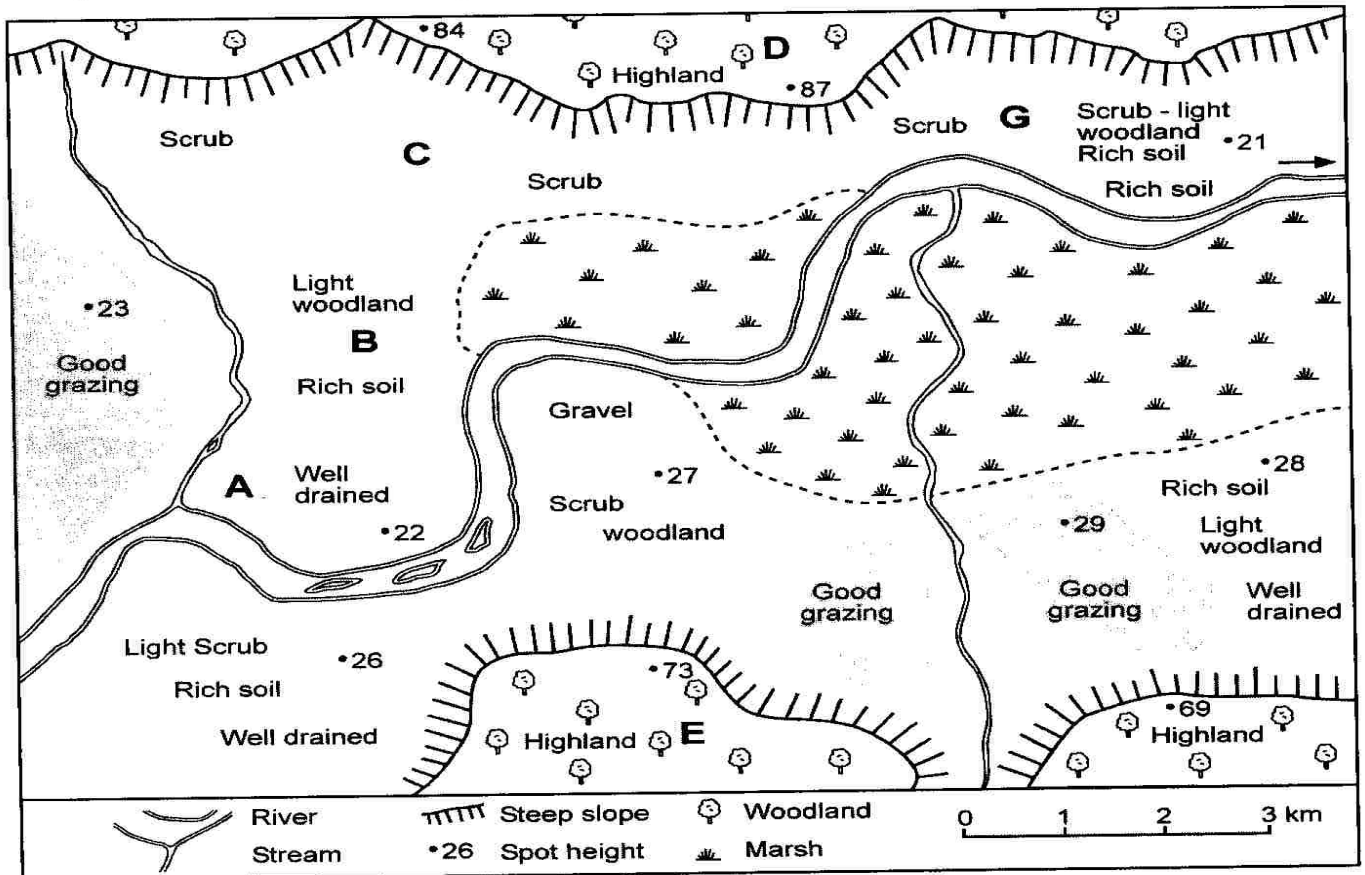 84
D
Highland
87
Scrub
C
Scrub
Scrub
G
Scrub - light
woodland
Rich soil
21
Rich soil
23
Good
grazing
Light
woodland
B
Rich soil
A
Well
drained
22
Gravel
27
Scrub
woodland
28
Rich soil
29
Light
woodland
Good
grazing
Good
grazing
Well
drained
Light Scrub
26
Rich soil
Well drained
73
Highland
E
69
Highland
River
Steep slope
Woodland
0 1 2 3 km
Stream
26 Spot height
Marsh